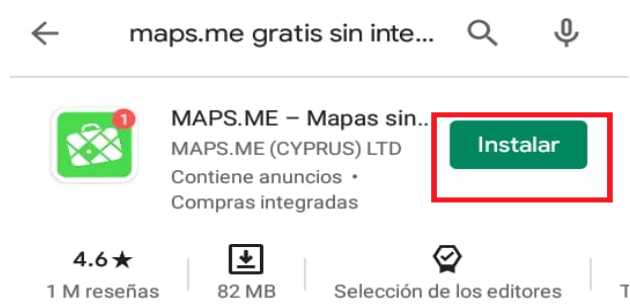 maps.me gratis sin inte...
1
MAPS.ME – Mapas sin..
Instalar
MAPS.ME (CYPRUS) LTD
Contiene anuncios •
Compras integradas
4.6★
1 M reseñas
82 MB
Selección de los editores
T